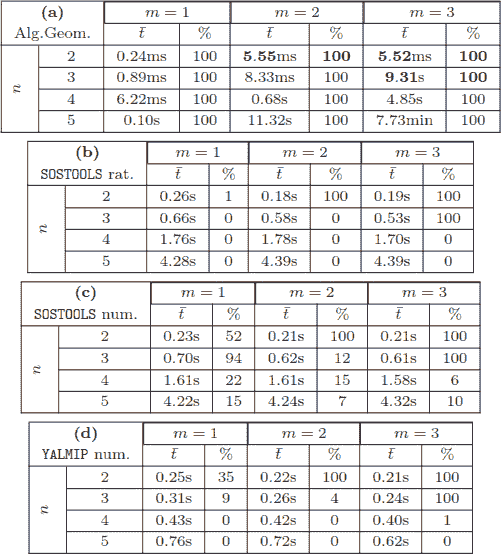 (a) m = 1 m = 2 m = 3
Alg.Geom. t̄ % t̄ % t̄ %
2 0.24ms 100 5.55ms 100 5.52ms 100
n 3 0.89ms 100 8.33ms 100 9.31s 100
4 6.22ms 100 0.68s 100 4.85s 100
5 0.10s 100 11.32s 100 7.73min 100
(b) m = 1 m = 2 m = 3
SOSTOOLS rat. t̄ % t̄ % t̄ %
2 0.26s 1 0.18s 100 0.19s 100
n 3 0.66s 0 0.58s 0 0.53s 100
4 1.76s 0 1.78s 0 1.70s 0
5 4.28s 0 4.39s 0 4.39s 0
(c) m = 1 m = 2 m = 3
SOSTOOLS num. t̄ % t̄ % t̄ %
2 0.23s 52 0.21s 100 0.21s 100
n 3 0.70s 94 0.62s 12 0.61s 100
4 1.61s 22 1.61s 15 1.58s 6
5 4.22s 15 4.24s 7 4.32s 10
(d) m = 1 m = 2 m = 3
YALMIP num. t̄ % t̄ % t̄ %
2 0.25s 35 0.22s 100 0.21s 100
n 3 0.31s 9 0.26s 4 0.24s 100
4 0.43s 0 0.42s 0 0.40s 1
5 0.76s 0 0.72s 0 0.62s 0